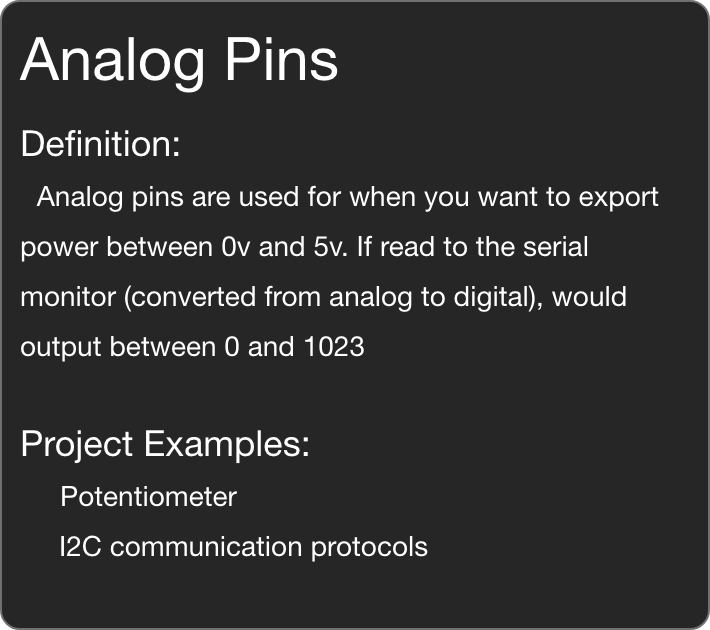 Analog Pins
Definition:
Analog pins are used for when you want to export
power between 0v and 5v. If read to the serial
monitor (converted from analog to digital), would
output between 0 and 1023
Project Examples:
Potentiometer
I2C communication protocols